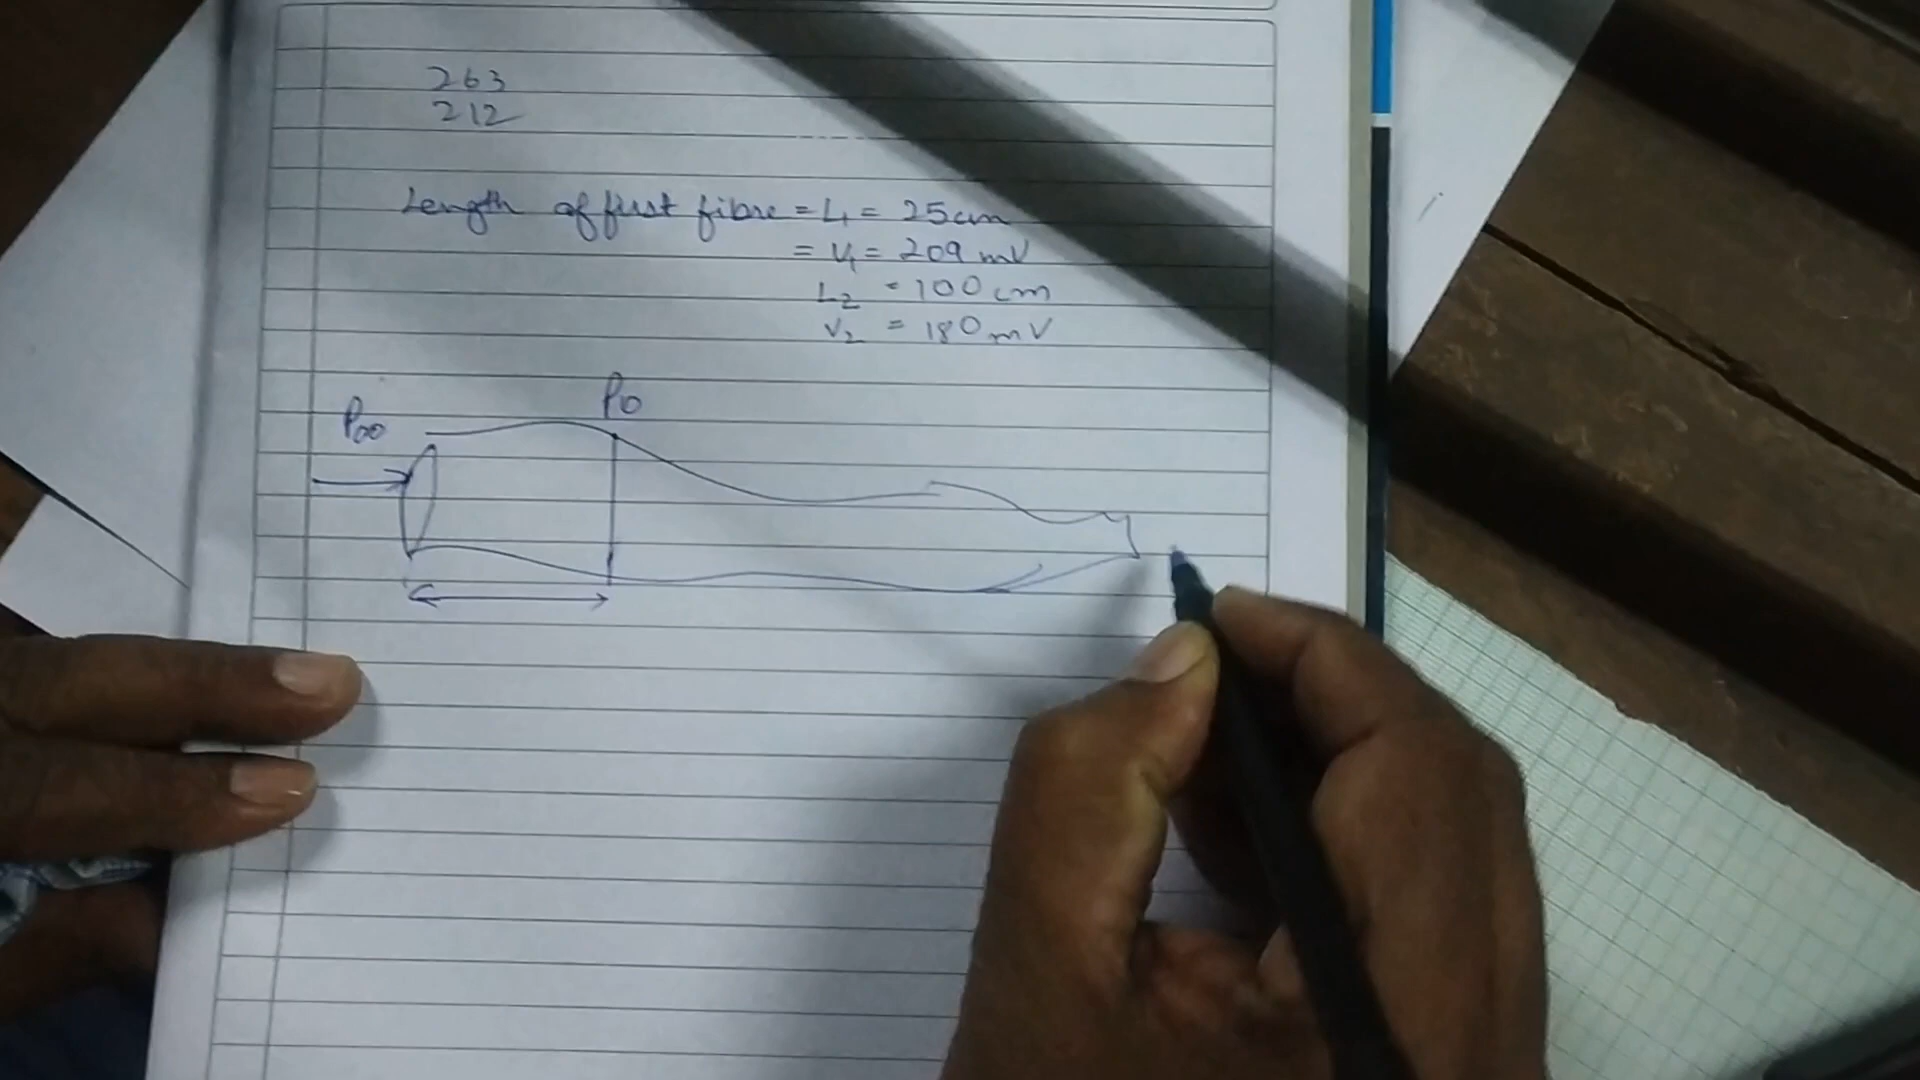 263
212
Length of first fibre = L1 = 25cm
= V1 = 209 mV
L2 = 100 cm
V2 = 180 mV
P0
P00